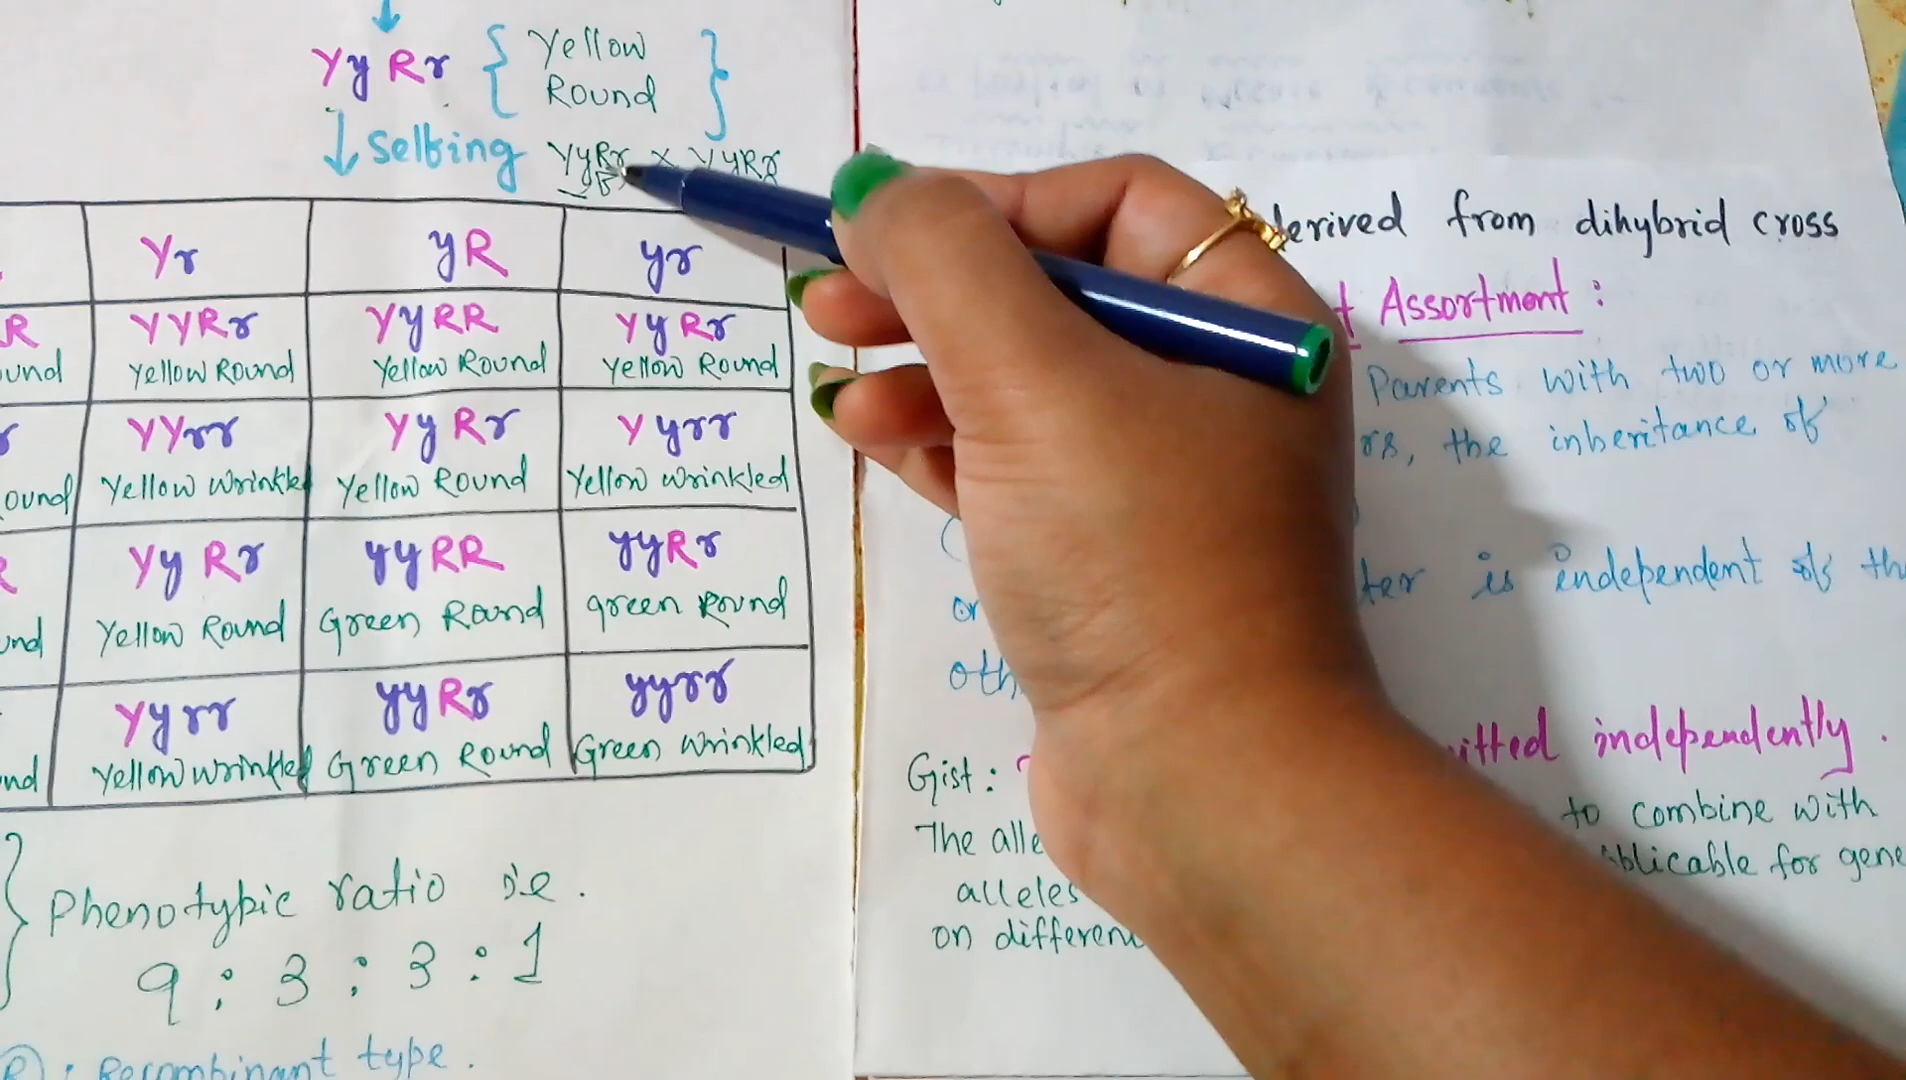 YyRr { Yellow Round }
Selfing YyRr × YyRr
Yr yR yr
R YYRr YyRR YyRr
ound Yellow Round Yellow Round Yellow Round
r YYrr YyRr Yyrr
ound Yellow Wrinkled Yellow Round Yellow Wrinkled
R YyRr yyRR yyRr
und Yellow Round Green Round green Round
Yyrr yyRr yyrr
nd Yellow wrinkled Green Round Green Wrinkled
} Phenotypic ratio i.e.
9 : 3 : 3 : 1
R : Recombinant type.
derived from dihybrid cross
t Assortment :
Parents with two or more
rs, the inheritance of
ter is independent of the
or
oth
mitted independently.
Gist :
to combine with
The alle
plicable for gene
alleles
on different